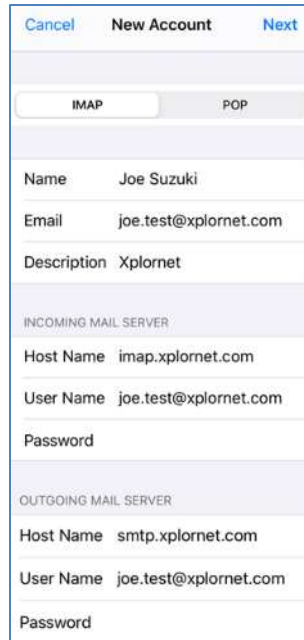 Cancel New Account Next
IMAP POP
Name Joe Suzuki
Email joe.test@xplornet.com
Description Xplornet
INCOMING MAIL SERVER
Host Name imap.xplornet.com
User Name joe.test@xplornet.com
Password
OUTGOING MAIL SERVER
Host Name smtp.xplornet.com
User Name joe.test@xplornet.com
Password